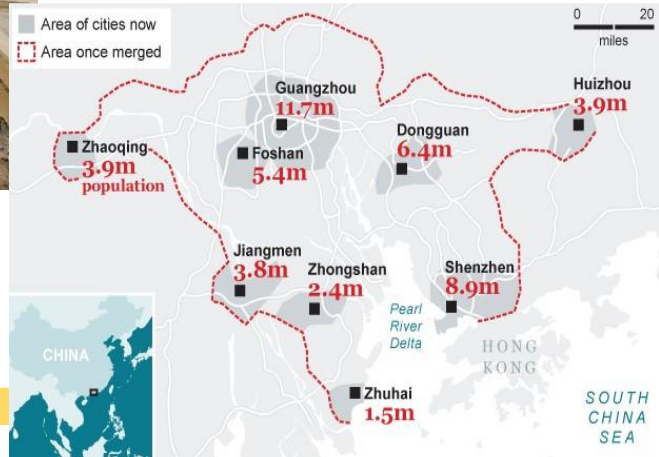 Area of cities now
Area once merged
0 20
miles
Guangzhou
11.7m
Huizhou
3.9m
Dongguan
6.4m
Zhaoqing
3.9m
population
Foshan
5.4m
Jiangmen
3.8m
Zhongshan
2.4m
Shenzhen
8.9m
Pearl
River
Delta
HONG
KONG
CHINA
Zhuhai
1.5m
SOUTH
CHINA
SEA